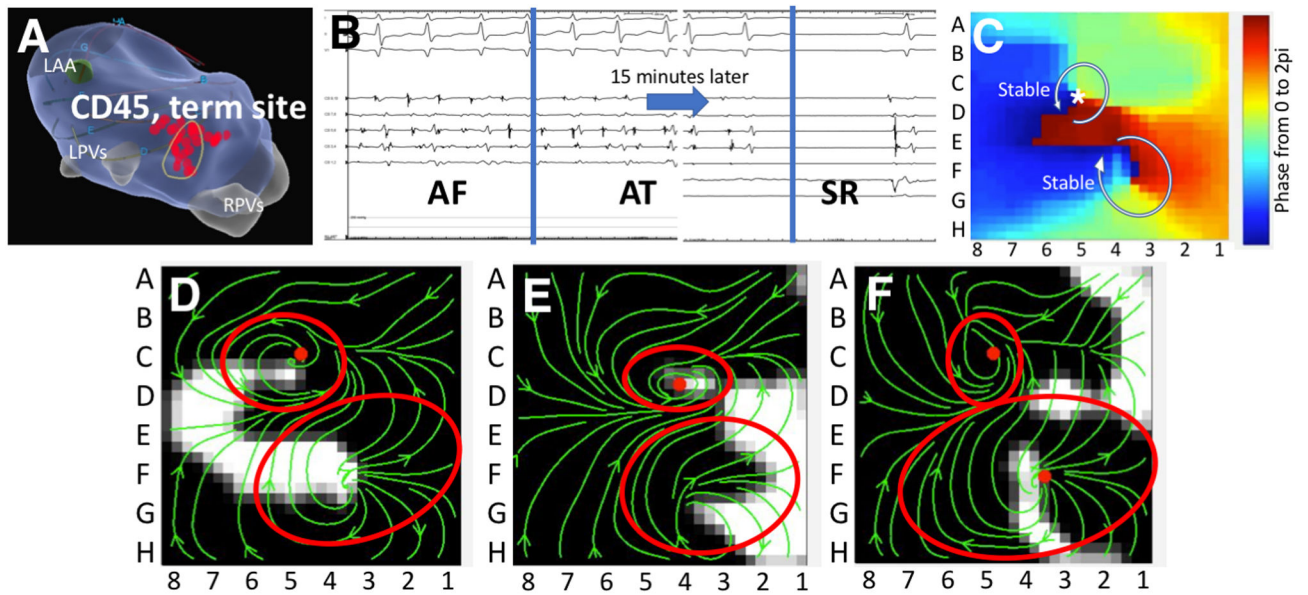 A
LAA
CD45, term site
LPVs
RPVs
B
15 minutes later
AF
AT
SR
C
A
B
C
D
E
F
G
H
Stable
*
Stable
8 7 6 5 4 3 2 1
Phase from 0 to 2pi
D
A
B
C
D
E
F
G
H
8 7 6 5 4 3 2 1
E
A
B
C
D
E
F
G
H
8 7 6 5 4 3 2 1
F
A
B
C
D
E
F
G
H
8 7 6 5 4 3 2 1